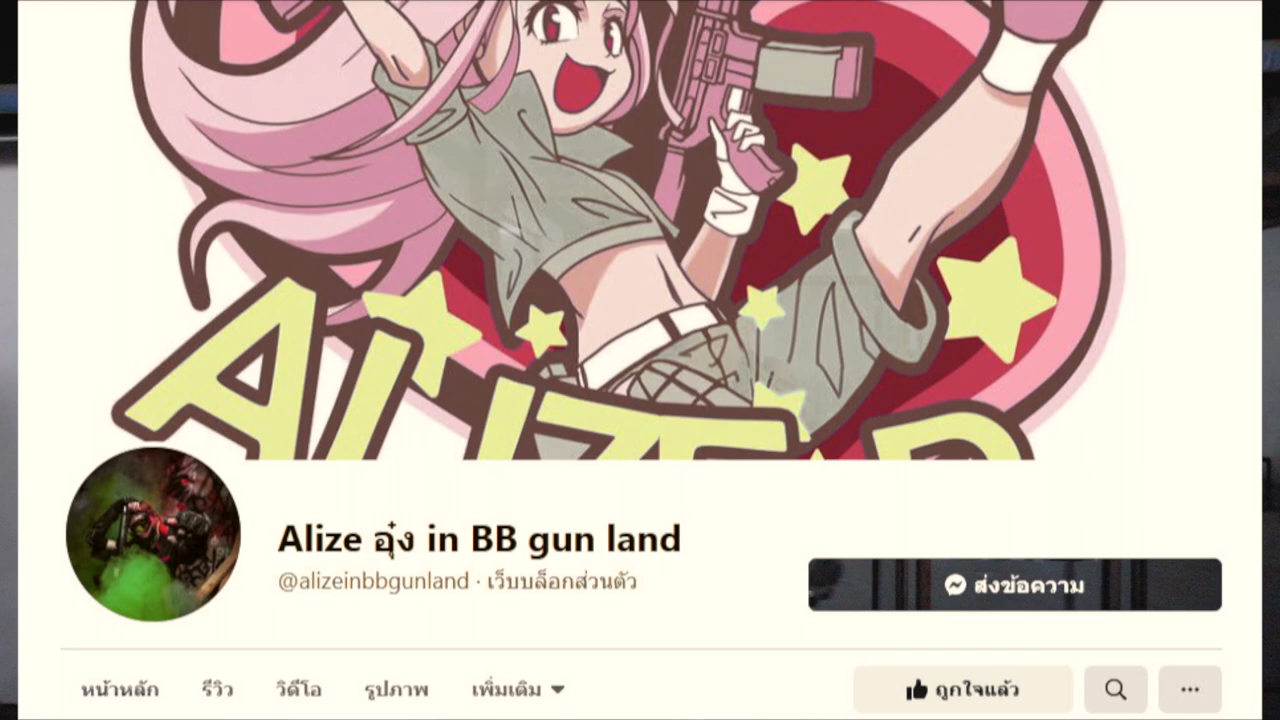 ALIZE
Alize อุ๋ง in BB gun land
@alizeinbbgunland · เว็บบล็อกส่วนตัว
ส่งข้อความ
หน้าหลัก
รีวิว
วิดีโอ
รูปภาพ
เพิ่มเติม
ถูกใจแล้ว